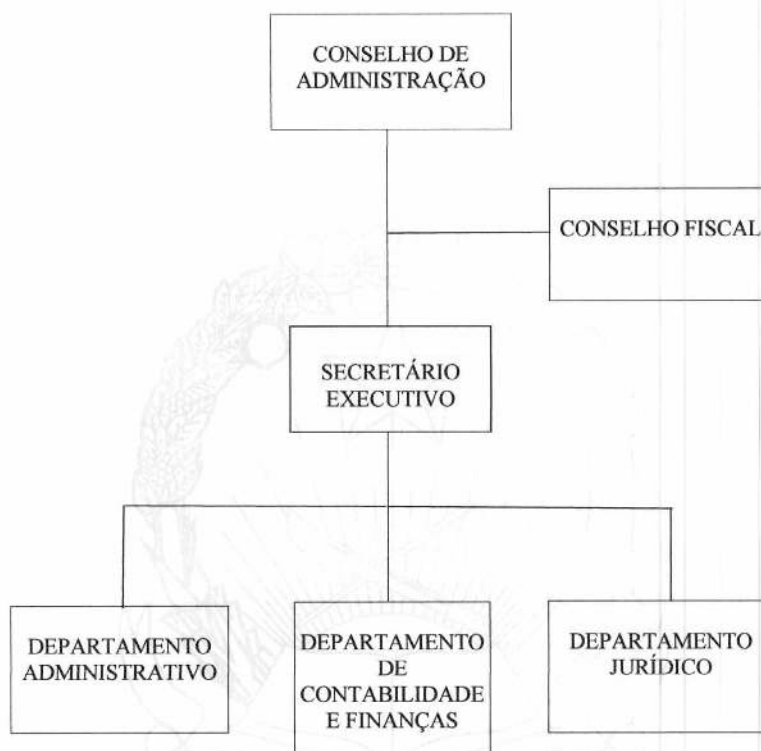 CONSELHO DE
ADMINISTRAÇÃO
CONSELHO FISCAL
SECRETÁRIO
EXECUTIVO
DEPARTAMENTO
ADMINISTRATIVO
DEPARTAMENTO
DE
CONTABILIDADE
E FINANÇAS
DEPARTAMENTO
JURÍDICO